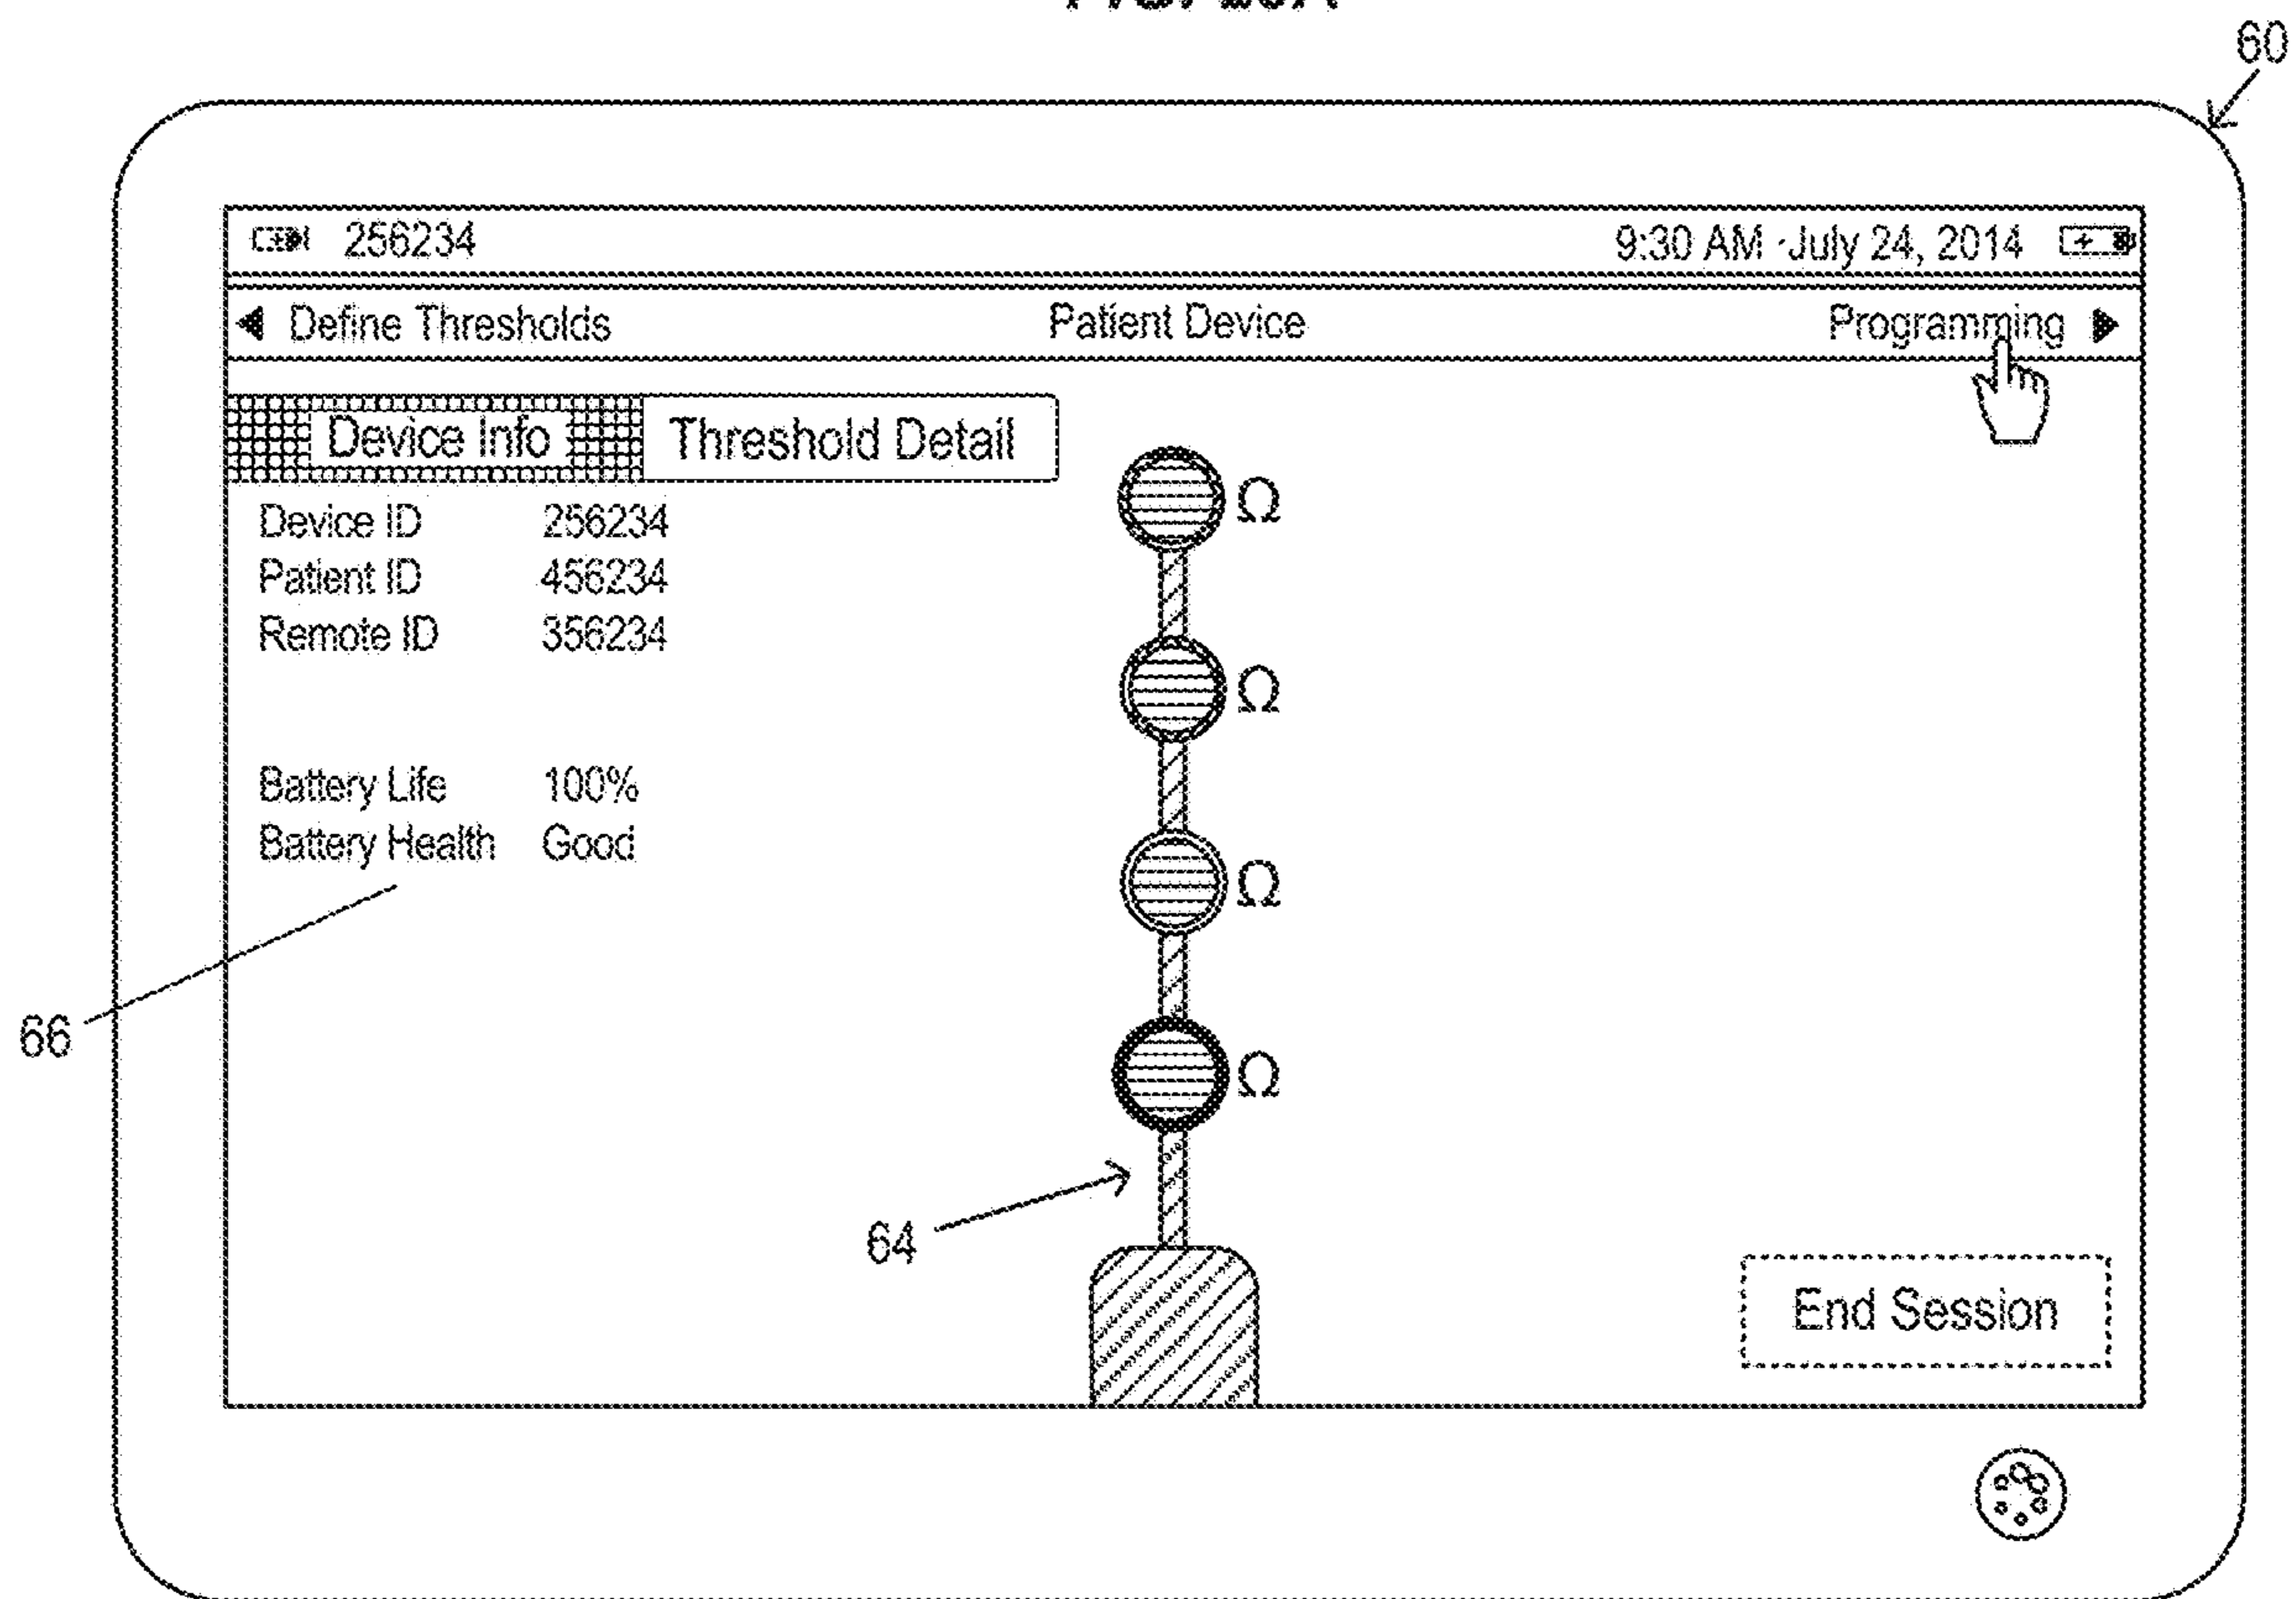 60
256234 9:30 AM -July 24, 2014
Define Thresholds Patient Device Programming
Device Info Threshold Detail
Device ID 256234
Patient ID 456234
Remote ID 356234
Battery Life 100%
Battery Health Good
Ω
Ω
Ω
Ω
66
64
End Session